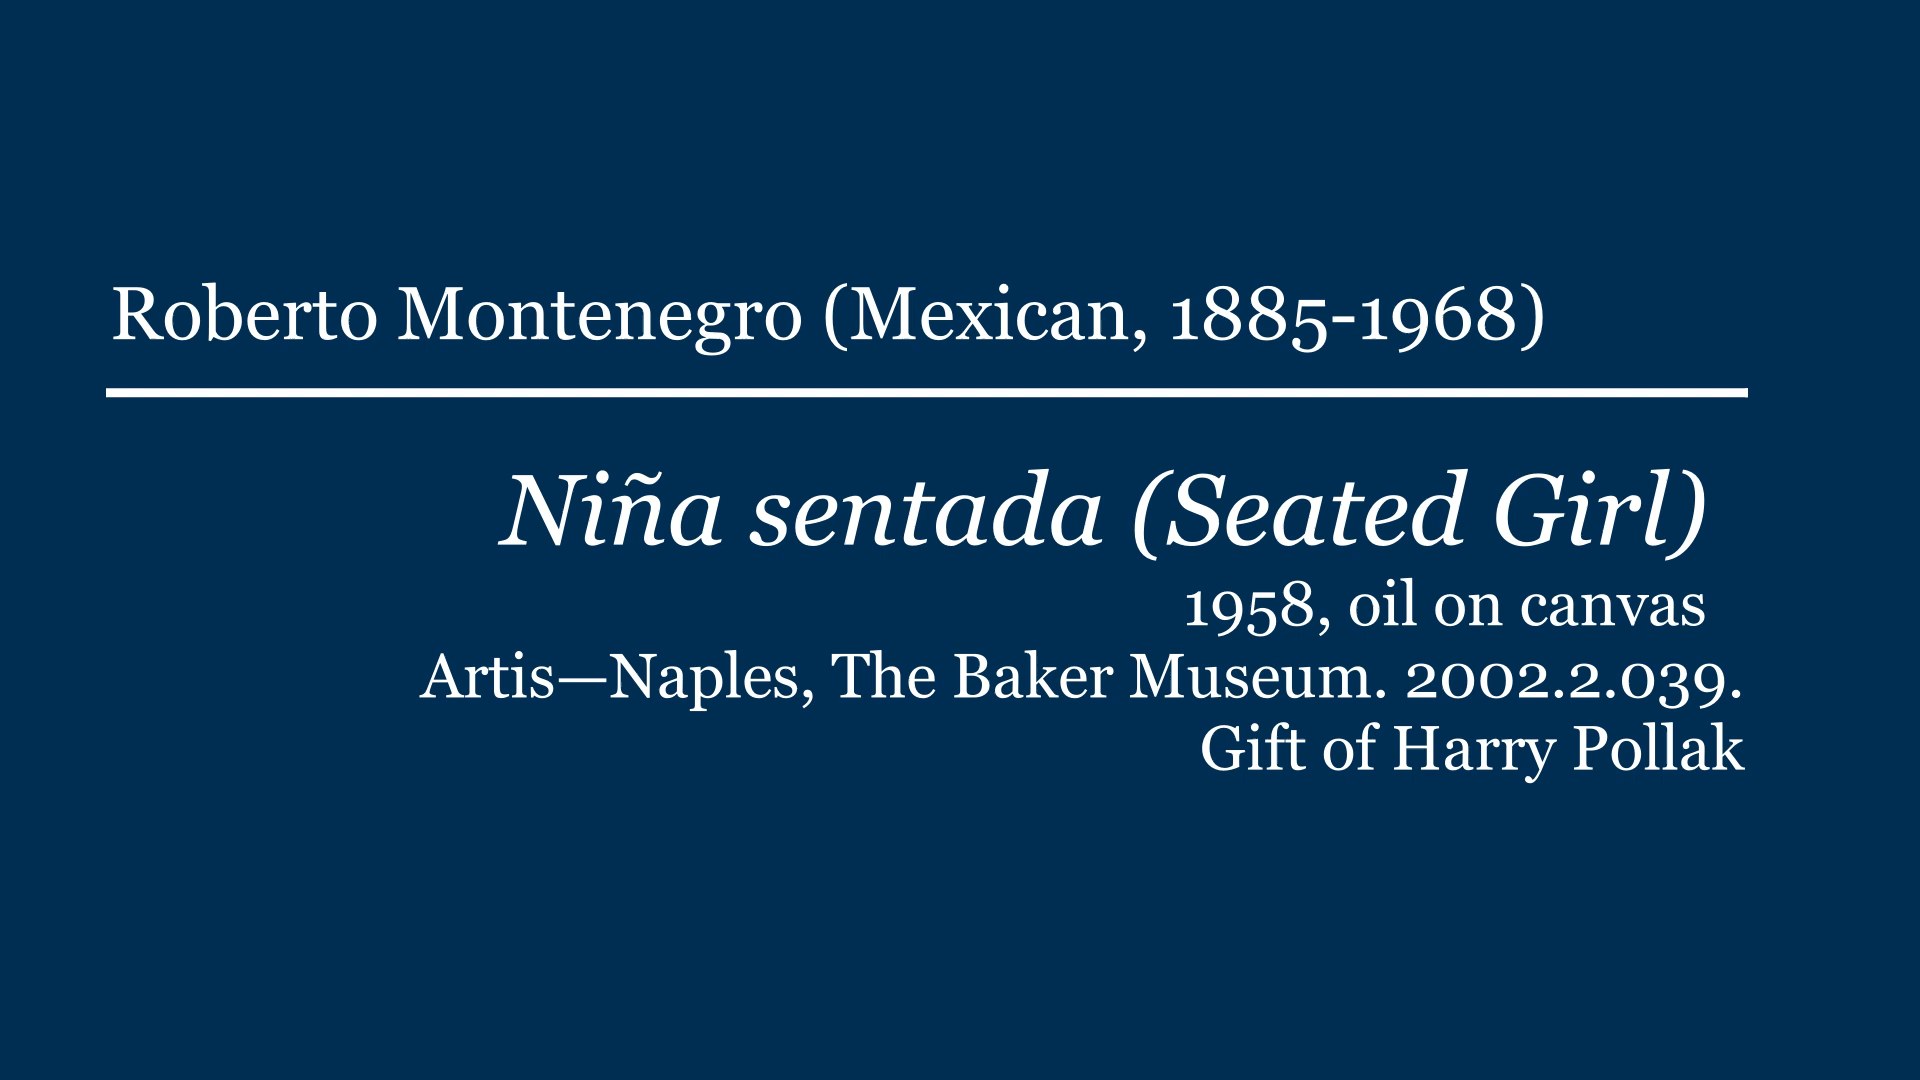 Roberto Montenegro (Mexican, 1885-1968)
Niña sentada (Seated Girl)
1958, oil on canvas
Artis—Naples, The Baker Museum. 2002.2.039.
Gift of Harry Pollak